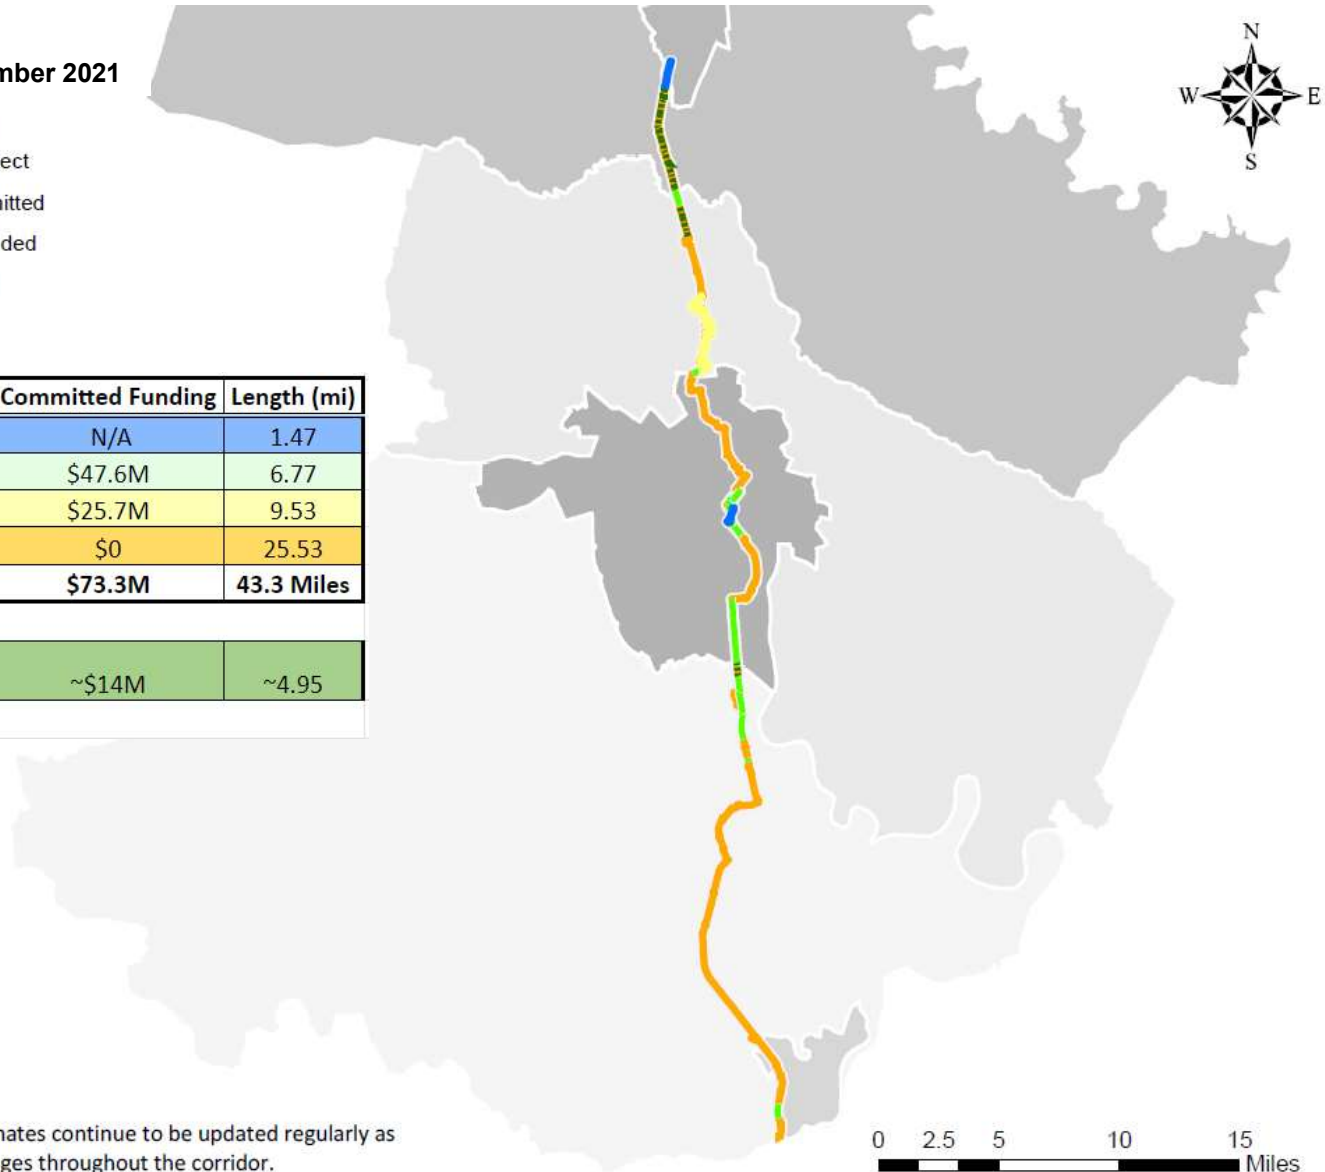 mber 2021
ect
nitted
ded
Committed Funding Length (mi)
N/A 1.47
$47.6M 6.77
$25.7M 9.53
$0 25.53
$73.3M 43.3 Miles
~$14M ~4.95
N
W E
S
nates continue to be updated regularly as
ges throughout the corridor.
0 2.5 5 10 15
Miles